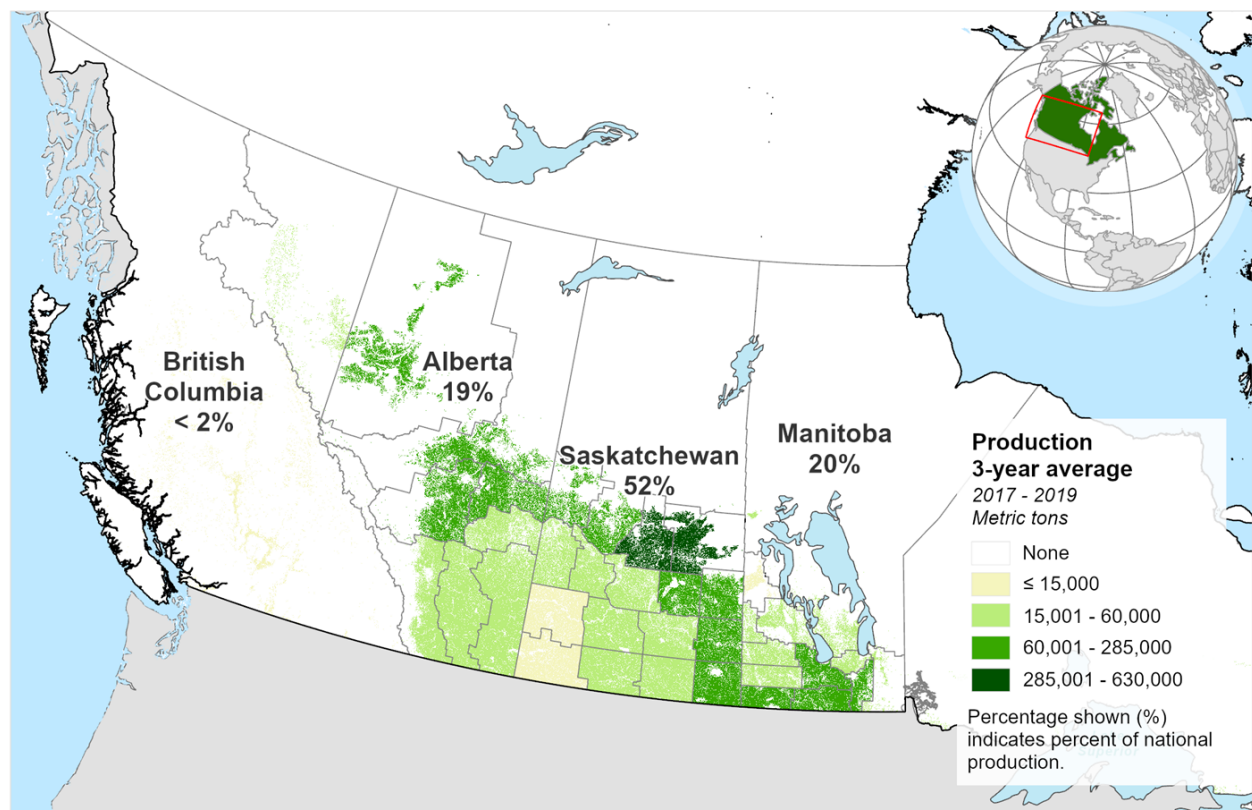 British
Columbia
< 2%
Alberta
19%
Saskatchewan
52%
Manitoba
20%
Production
3-year average
2017 - 2019
Metric tons
None
≤ 15,000
15,001 - 60,000
60,001 - 285,000
285,001 - 630,000
Percentage shown (%)
indicates percent of national
production.
Superior